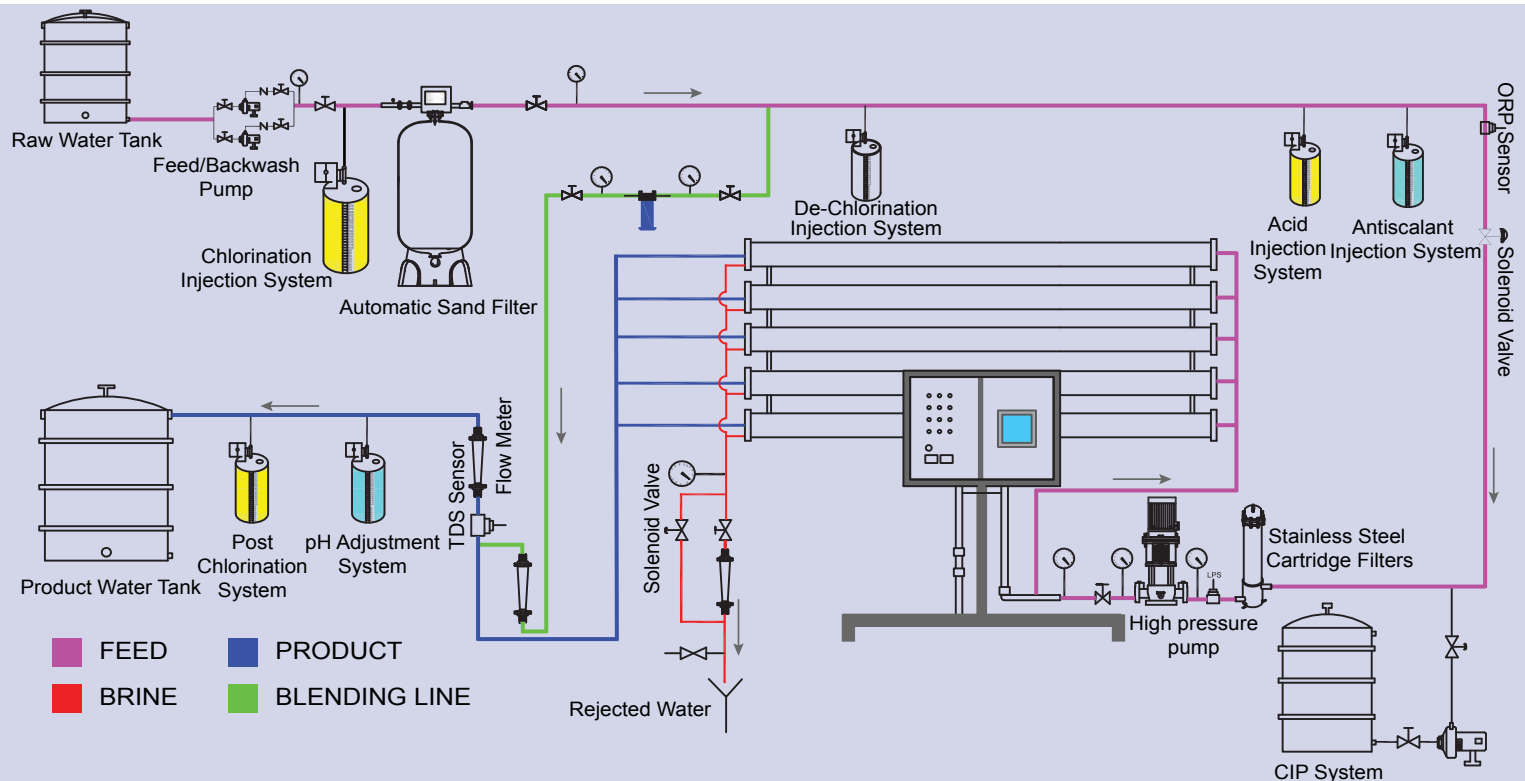 Raw Water Tank
Feed/Backwash
Pump
Chlorination
Injection System
Automatic Sand Filter
De-Chlorination
Injection System
Acid
Injection
System
Antiscalant
Injection System
ORP Sensor
Solenoid Valve
Product Water Tank
Post
Chlorination
System
pH Adjustment
System
TDS Sensor
Flow Meter
Solenoid Valve
Stainless Steel
Cartridge Filters
LPS
High pressure
pump
FEED
PRODUCT
BRINE
BLENDING LINE
Rejected Water
CIP System